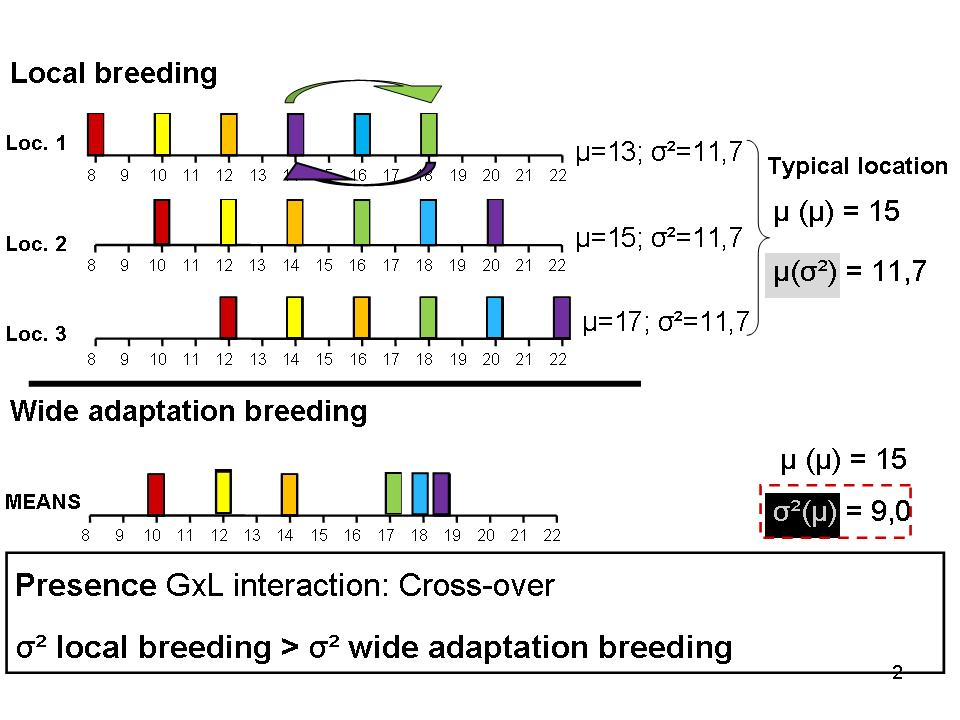 Local breeding
Loc. 1
8 9 10 11 12 13 14 15 16 17 18 19 20 21 22
µ=13; σ²=11,7
Loc. 2
8 9 10 11 12 13 14 15 16 17 18 19 20 21 22
µ=15; σ²=11,7
Loc. 3
8 9 10 11 12 13 14 15 16 17 18 19 20 21 22
µ=17; σ²=11,7
Typical location
µ (µ) = 15
µ(σ²) = 11,7
Wide adaptation breeding
MEANS
8 9 10 11 12 13 14 15 16 17 18 19 20 21 22
µ (µ) = 15
σ²(µ) = 9,0
Presence GxL interaction: Cross-over
σ² local breeding > σ² wide adaptation breeding
2